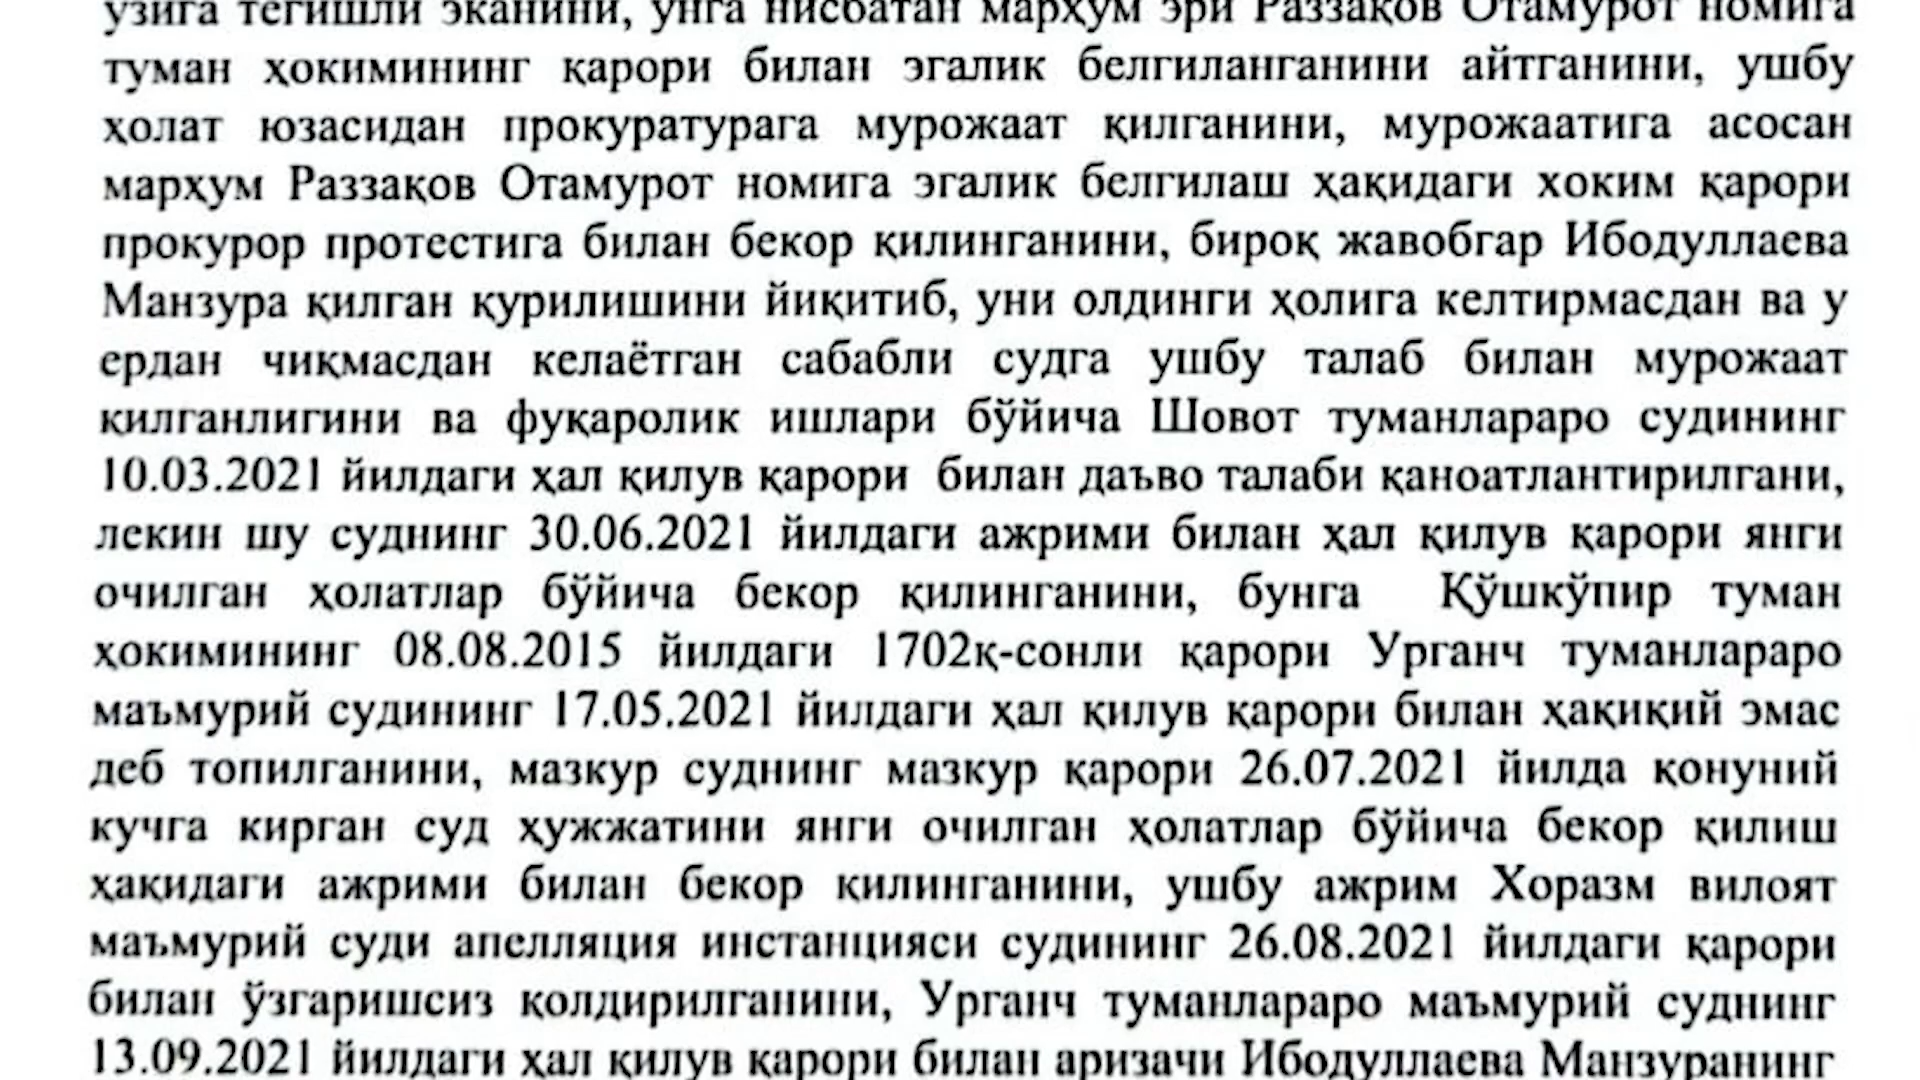 ўзига тегишли эканини, унга нисбатан марҳум эри Раззақов Отамурот номига
туман ҳокимининг қарори билан эгалик белгиланганини айтганини, ушбу
ҳолат юзасидан прокуратурага мурожаат қилганини, мурожаатига асосан
марҳум Раззақов Отамурот номига эгалик белгилаш ҳақидаги хоким қарори
прокурор протестига билан бекор қилинганини, бироқ жавобгар Ибодуллаева
Манзура қилган қурилишини йиқитиб, уни олдинги ҳолига келтирмасдан ва у
ердан чиқмасдан келаётган сабабли судга ушбу талаб билан мурожаат
қилганлигини ва фуқаролик ишлари бўйича Шовот туманлараро судининг
10.03.2021 йилдаги ҳал қилув қарори билан даъво талаби қаноатлантирилгани,
лекин шу суднинг 30.06.2021 йилдаги ажрими билан ҳал қилув қарори янги
очилган ҳолатлар бўйича бекор қилинганини, бунга Қўшкўпир туман
ҳокимининг 08.08.2015 йилдаги 1702қ-сонли қарори Урганч туманлараро
маъмурий судининг 17.05.2021 йилдаги ҳал қилув қарори билан ҳақиқий эмас
деб топилганини, мазкур суднинг мазкур қарори 26.07.2021 йилда қонуний
кучга кирган суд ҳужжатини янги очилган ҳолатлар бўйича бекор қилиш
ҳақидаги ажрими билан бекор қилинганини, ушбу ажрим Хоразм вилоят
маъмурий суди апелляция инстанцияси судининг 26.08.2021 йилдаги қарори
билан ўзгаришсиз қолдирилганини, Урганч туманлараро маъмурий суднинг
13.09.2021 йилдаги ҳал қилув қарори билан аризачи Ибодуллаева Манзуранинг